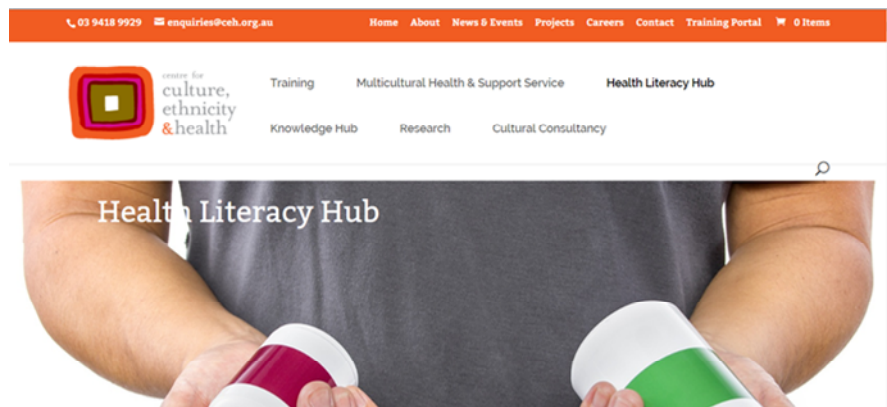 03 9418 9929 enquiries@ceh.org.au Home About News & Events Projects Careers Contact Training Portal 0 Items
centre for
culture,
ethnicity
&health
Training Multicultural Health & Support Service Health Literacy Hub
Knowledge Hub Research Cultural Consultancy
Health Literacy Hub